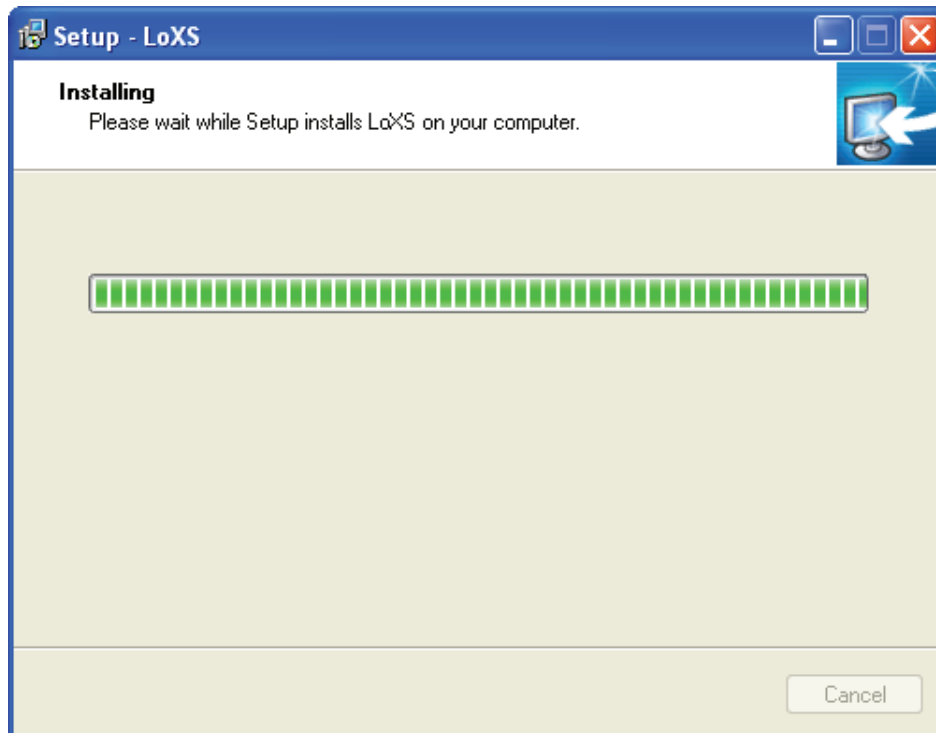 Setup - LoXS
Installing
Please wait while Setup installs LoXS on your computer.
Cancel